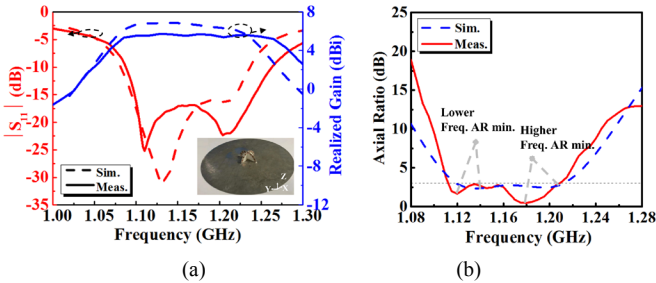 0
-5
-10
-15
-20
-25
-30
-35
|S11| (dB)
8
4
0
-4
-8
-12
Realized Gain (dBi)
Sim.
Meas.
Z
Y X
1.00 1.05 1.10 1.15 1.20 1.25 1.30
Frequency (GHz)
(a)
25
20
15
10
5
0
Axial Ratio (dB)
Sim.
Meas.
Lower
Freq. AR min.
Higher
Freq. AR min.
1.08 1.12 1.16 1.20 1.24 1.28
Frequency (GHz)
(b)